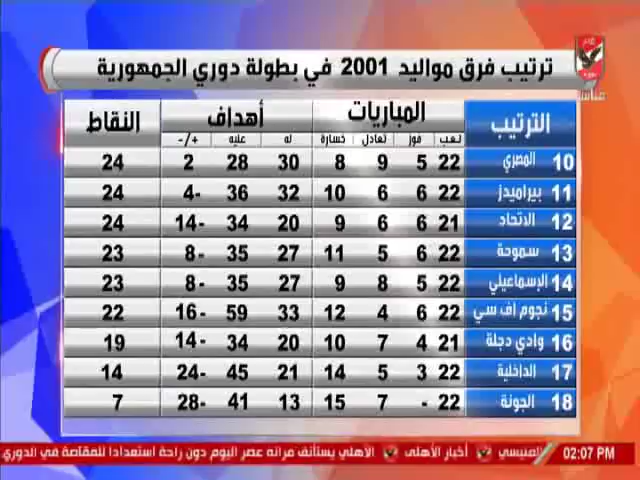 ترتيب فرق مواليد 2001 في بطولة دوري الجمهورية
مباشر
الترتيب المباريات أهداف النقاط
لعب فوز تعادل خسارة له عليه +/-
10 المصري 22 5 9 8 30 28 2 24
11 بيراميدز 22 6 6 10 32 36 4- 24
12 الاتحاد 21 6 6 9 20 34 14- 24
13 سموحة 22 6 5 11 27 35 8- 23
14 الإسماعيلي 22 5 8 9 27 35 8- 23
15 نجوم اف سي 22 6 4 12 33 59 16- 22
16 وادي دجلة 21 4 7 10 20 34 14- 19
17 الداخلية 22 3 5 14 21 45 24- 14
18 الجونة 22 - 7 15 13 41 28- 7
المنيسي أخبار الأهلى الاهلي يستأنف مرانه عصر اليوم دون راحة استعدادا للمقاصة في الدوري
02:07 PM